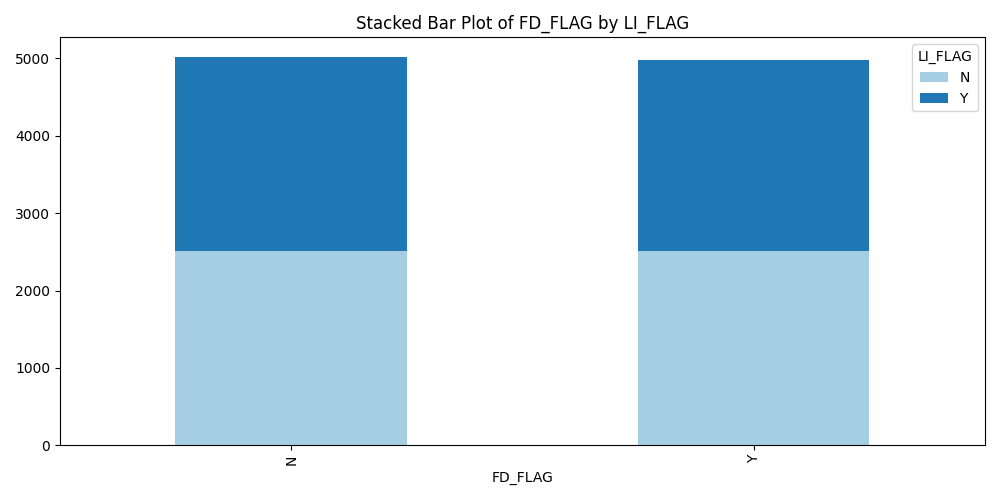 Stacked Bar Plot of FD_FLAG by LI_FLAG
5000
4000
3000
2000
1000
0
LI_FLAG
N
Y
N
Y
FD_FLAG